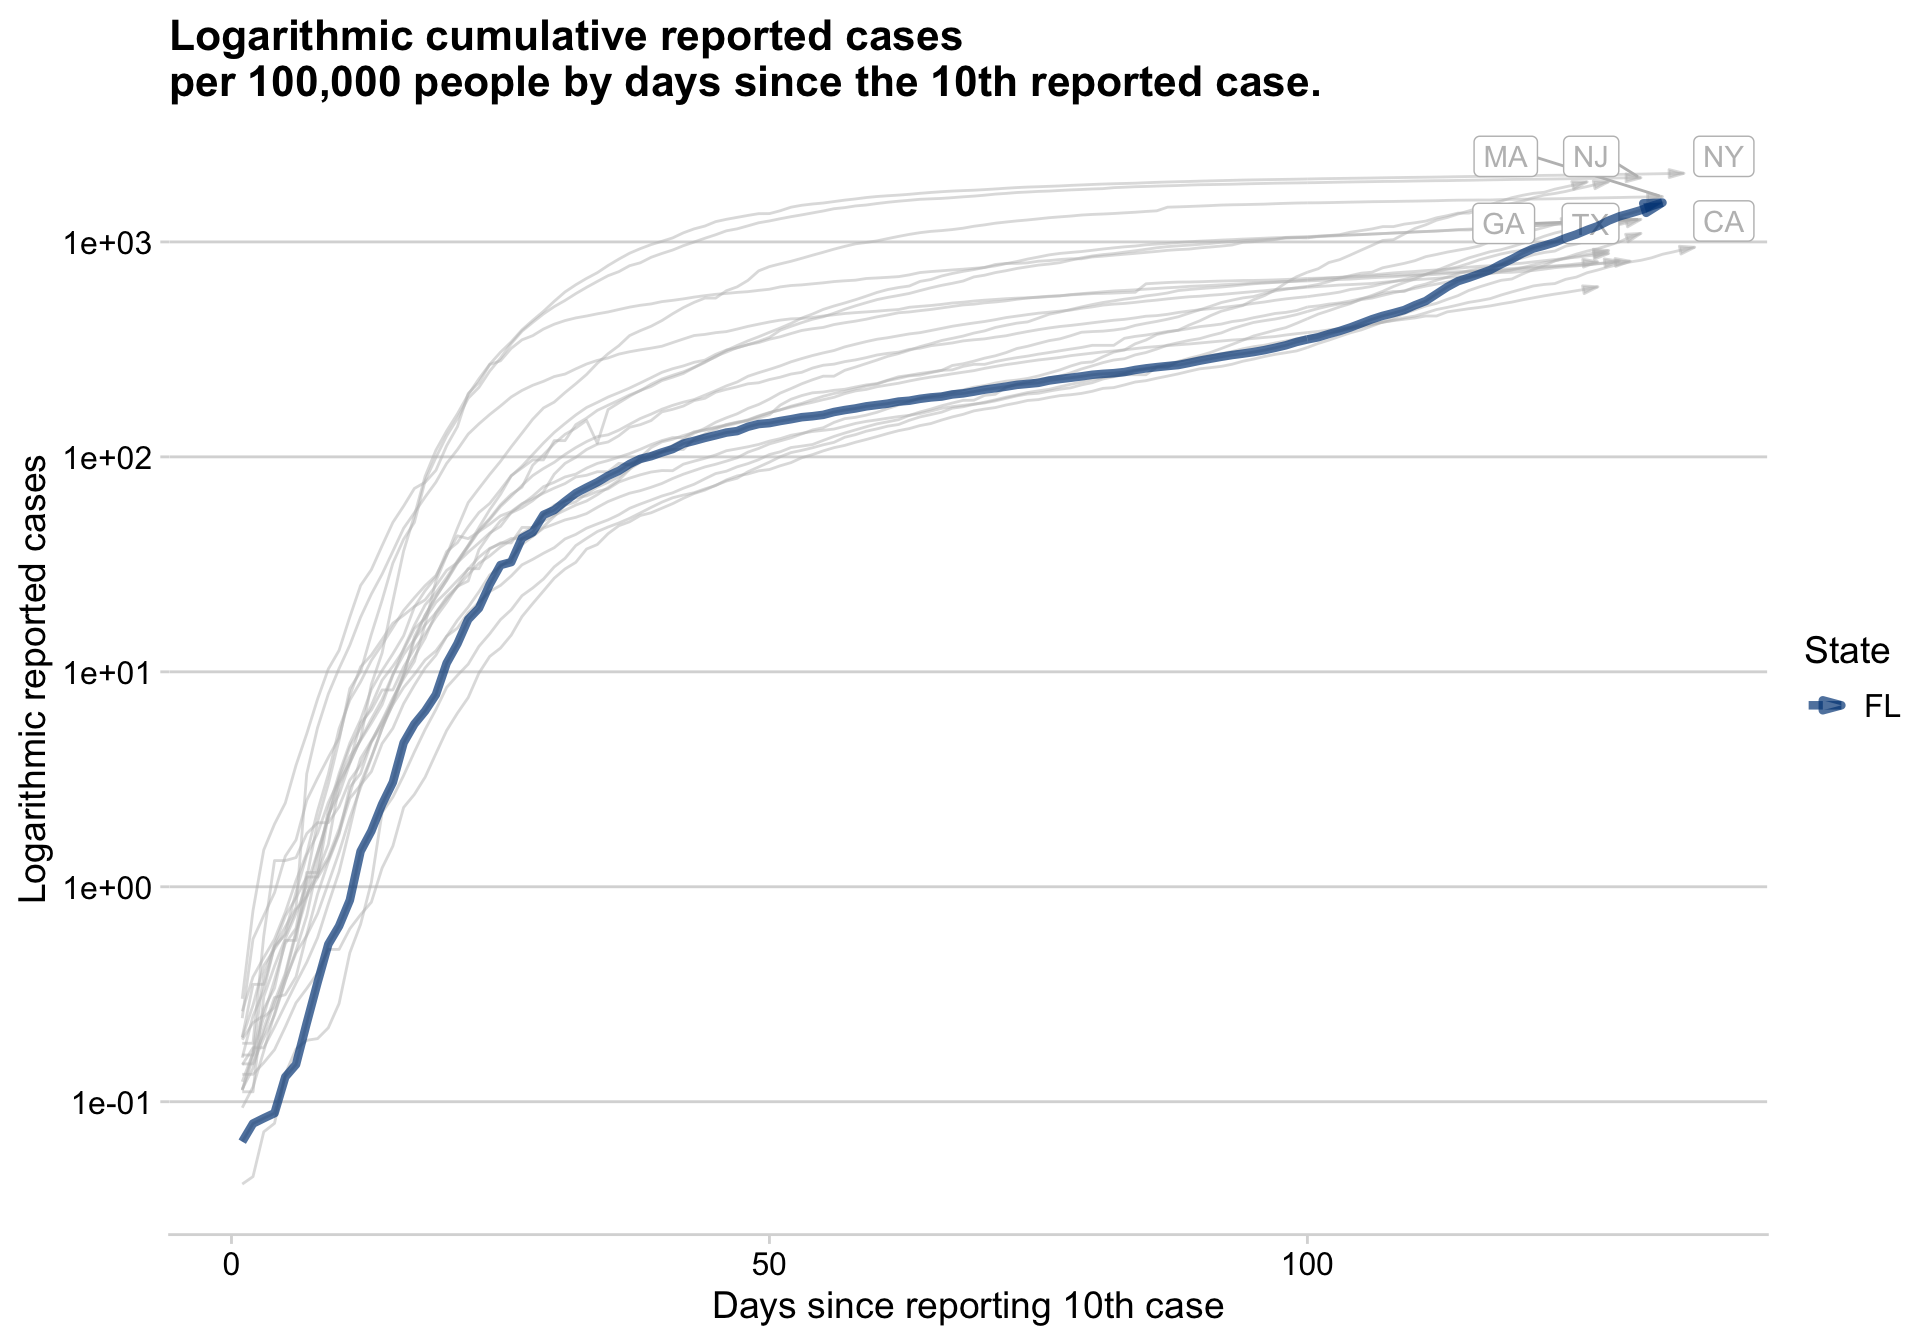 Logarithmic cumulative reported cases
per 100,000 people by days since the 10th reported case.
MA
NJ
NY
GA
TX
CA
1e+03
1e+02
1e+01
1e+00
1e-01
Logarithmic reported cases
State
FL
0
50
100
Days since reporting 10th case